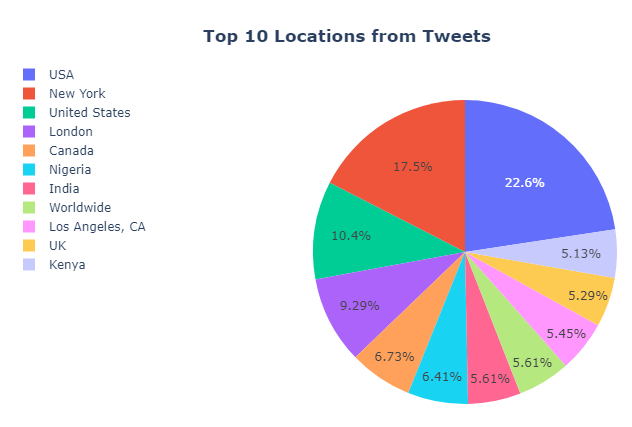 Top 10 Locations from Tweets
USA
New York
United States
London
Canada
Nigeria
India
Worldwide
Los Angeles, CA
UK
Kenya
22.6%
17.5%
10.4%
9.29%
6.73%
6.41%
5.61%
5.61%
5.45%
5.29%
5.13%